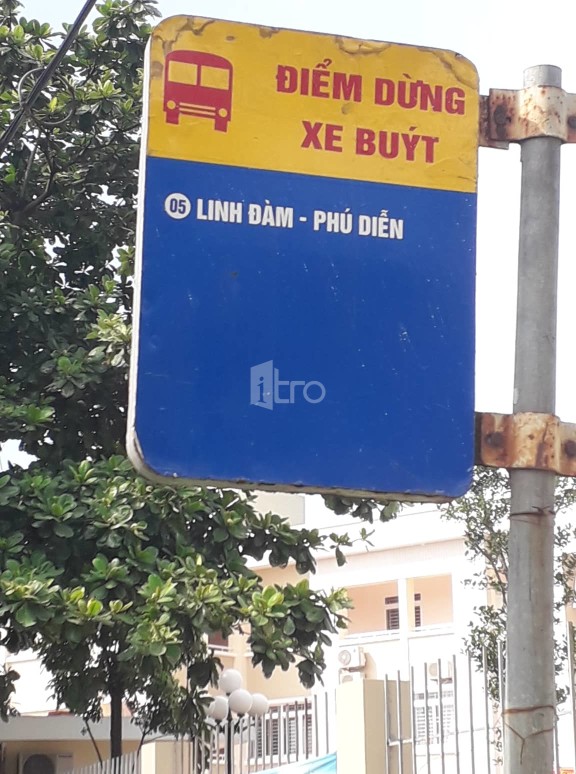 ĐIỂM DỪNG
XE BUÝT
05 LINH ĐÀM - PHÚ DIỄN
itro